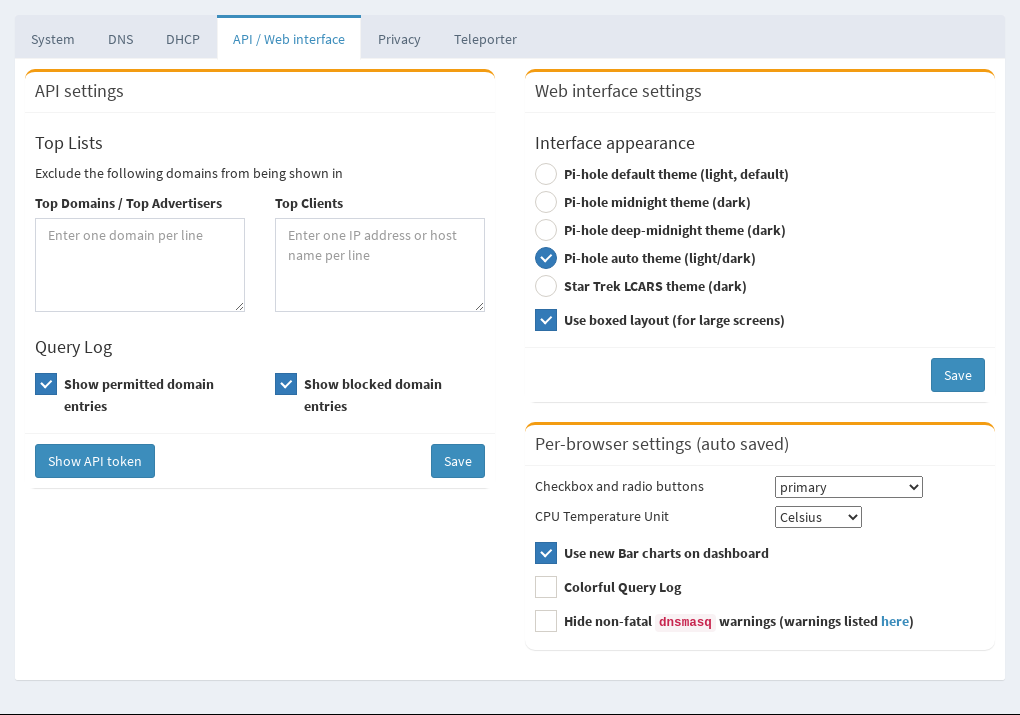 System DNS DHCP API / Web interface Privacy Teleporter
API settings
Top Lists
Exclude the following domains from being shown in
Top Domains / Top Advertisers Top Clients
Enter one domain per line
Enter one IP address or host
name per line
Query Log
Show permitted domain
entries
Show blocked domain
entries
Show API token Save
Web interface settings
Interface appearance
Pi-hole default theme (light, default)
Pi-hole midnight theme (dark)
Pi-hole deep-midnight theme (dark)
Pi-hole auto theme (light/dark)
Star Trek LCARS theme (dark)
Use boxed layout (for large screens)
Save
Per-browser settings (auto saved)
Checkbox and radio buttons primary
CPU Temperature Unit Celsius
Use new Bar charts on dashboard
Colorful Query Log
Hide non-fatal dnsmasq warnings (warnings listed here)